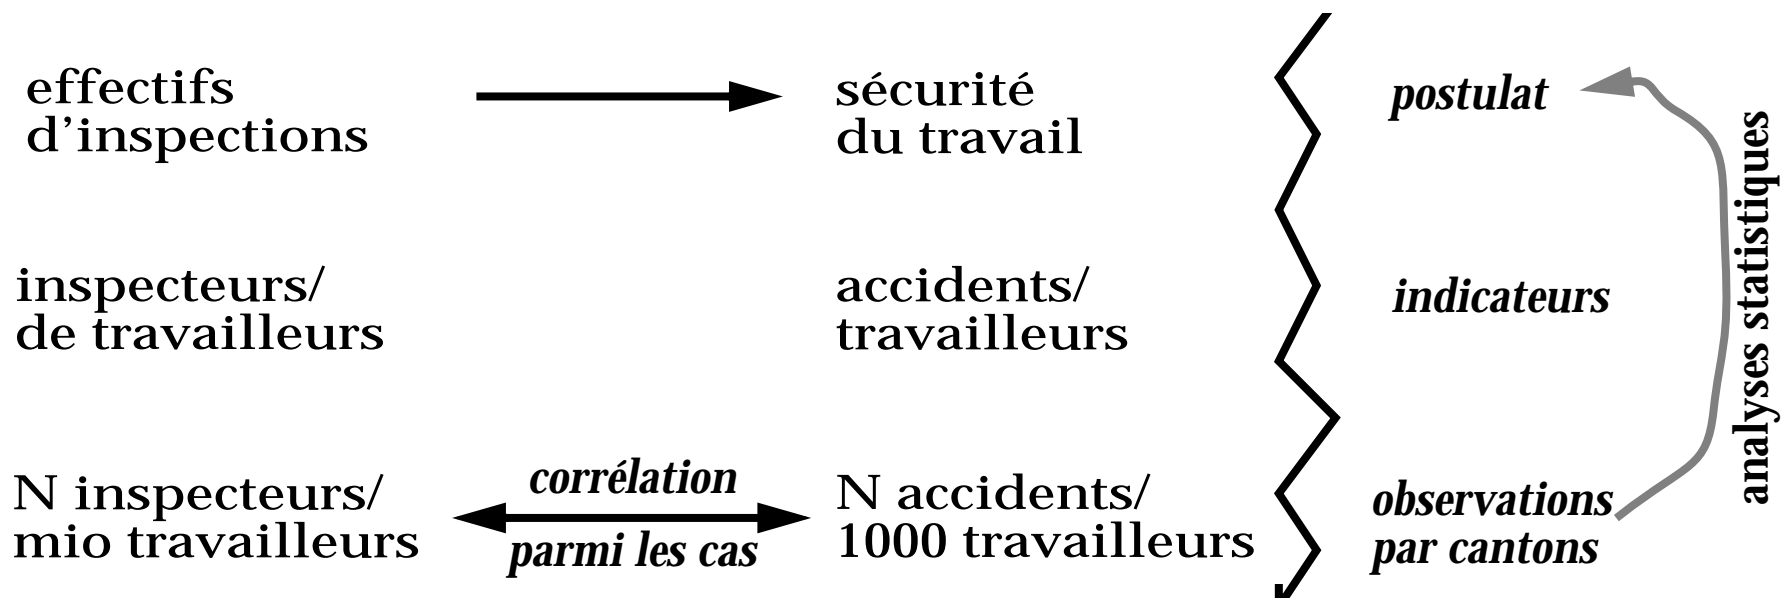 effectifs
d'inspections
sécurité
du travail
postulat
inspecteurs/
de travailleurs
accidents/
travailleurs
indicateurs
N inspecteurs/
mio travailleurs
corrélation
parmi les cas
N accidents/
1000 travailleurs
observations
par cantons
analyses statistiques